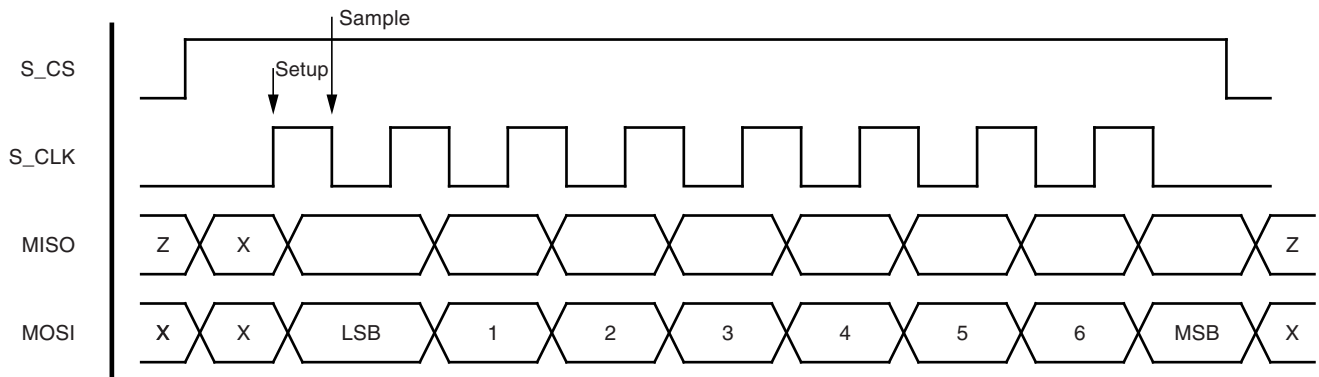 Sample
S_CS
Setup
S_CLK
MISO Z X Z
MOSI X X LSB 1 2 3 4 5 6 MSB X